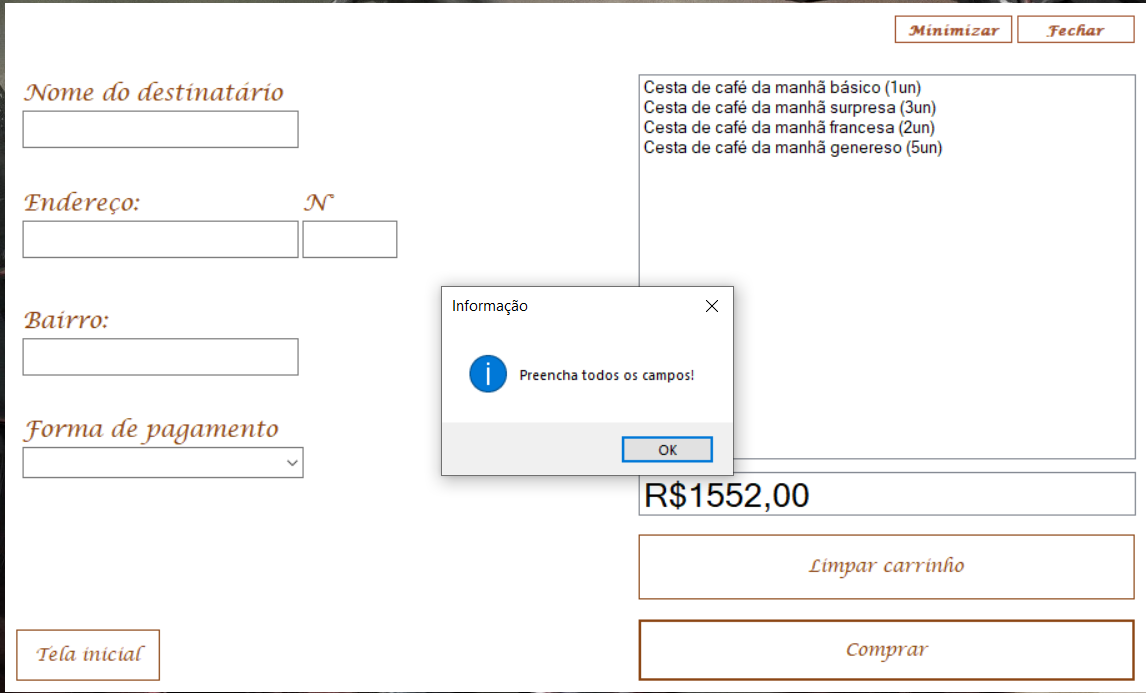 Minimizar
Fechar
Nome do destinatário
Endereço:
N°
Bairro:
Forma de pagamento
Tela inicial
Cesta de café da manhã básico (1un)
Cesta de café da manhã surpresa (3un)
Cesta de café da manhã francesa (2un)
Cesta de café da manhã genereso (5un)
Informação
Preencha todos os campos!
OK
R$1552,00
Limpar carrinho
Comprar